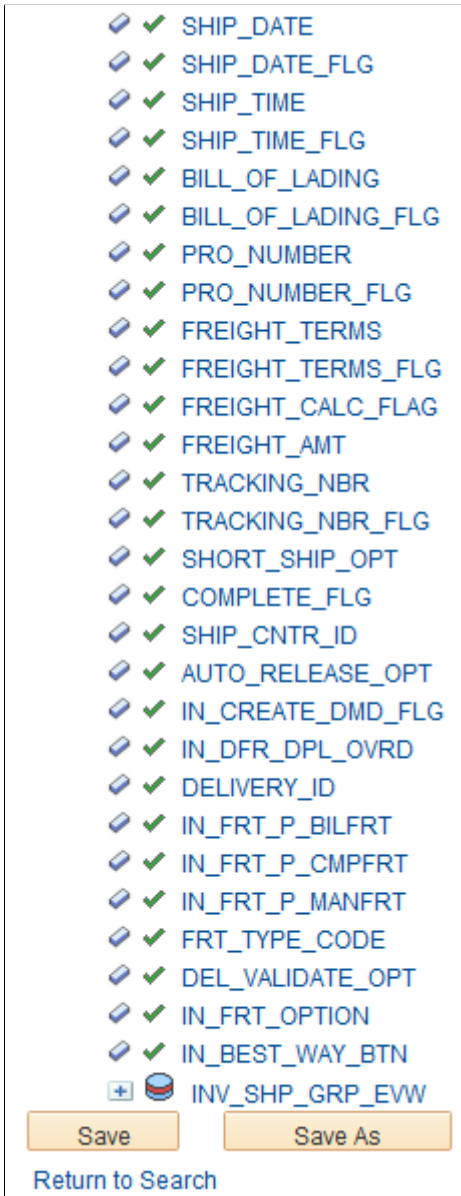 SHIP_DATE
SHIP_DATE_FLG
SHIP_TIME
SHIP_TIME_FLG
BILL_OF_LADING
BILL_OF_LADING_FLG
PRO_NUMBER
PRO_NUMBER_FLG
FREIGHT_TERMS
FREIGHT_TERMS_FLG
FREIGHT_CALC_FLAG
FREIGHT_AMT
TRACKING_NBR
TRACKING_NBR_FLG
SHORT_SHIP_OPT
COMPLETE_FLG
SHIP_CNTR_ID
AUTO_RELEASE_OPT
IN_CREATE_DMD_FLG
IN_DFR_DPL_OVRD
DELIVERY_ID
IN_FRT_P_BILFRT
IN_FRT_P_CMPFRT
IN_FRT_P_MANFRT
FRT_TYPE_CODE
DEL_VALIDATE_OPT
IN_FRT_OPTION
IN_BEST_WAY_BTN
INV_SHP_GRP_EVW
Save Save As
Return to Search